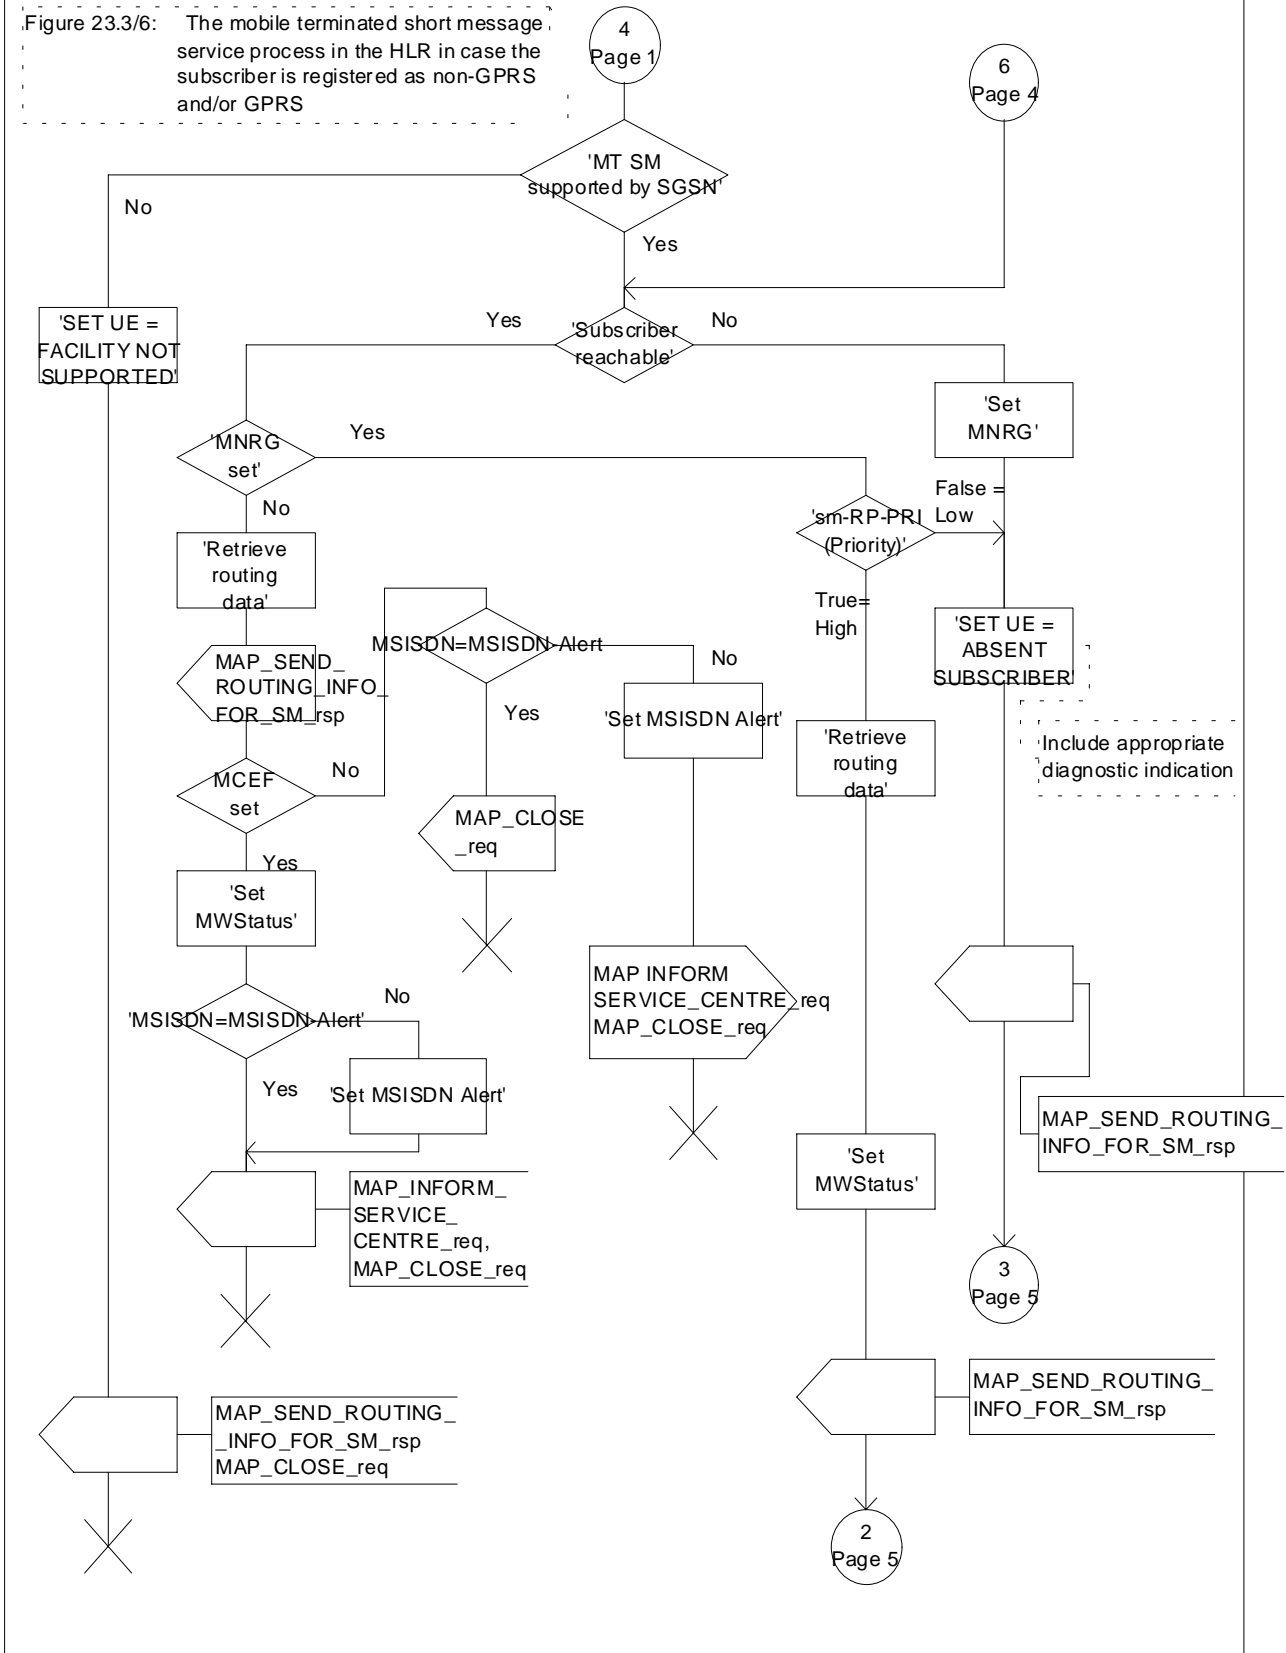 Figure 23.3/6: The mobile terminated short message
service process in the HLR in case the
subscriber is registered as non-GPRS
and/or GPRS
4
Page 1
6
Page 4
'MT SM
supported by SGSN'
No
Yes
'SET UE =
FACILITY NOT
SUPPORTED'
Yes
'Subscriber
reachable'
No
'Set
MNRG'
'MNRG
set'
Yes
No
False =
Low
'sm-RP-PRI
(Priority)'
True=
High
'Retrieve
routing
data'
MSISDN=MSISDN-Alert
No
Yes
'SET UE =
ABSENT
SUBSCRIBER'
MAP_SEND_
ROUTING_INFO_
FOR_SM_rsp
'Set MSISDN Alert'
'Retrieve
routing
data'
Include appropriate
diagnostic indication
MCEF
set
No
Yes
MAP_CLOSE
_req
'Set
MWStatus'
MAP INFORM
SERVICE_CENTRE_req
MAP_CLOSE_req
'MSISDN=MSISDN-Alert'
No
Yes
'Set MSISDN Alert'
MAP_SEND_ROUTING_
INFO_FOR_SM_rsp
'Set
MWStatus'
MAP_INFORM_
SERVICE_
CENTRE_req,
MAP_CLOSE_req
3
Page 5
MAP_SEND_ROUTING_
INFO_FOR_SM_rsp
MAP_SEND_ROUTING_
_INFO_FOR_SM_rsp
MAP_CLOSE_req
2
Page 5